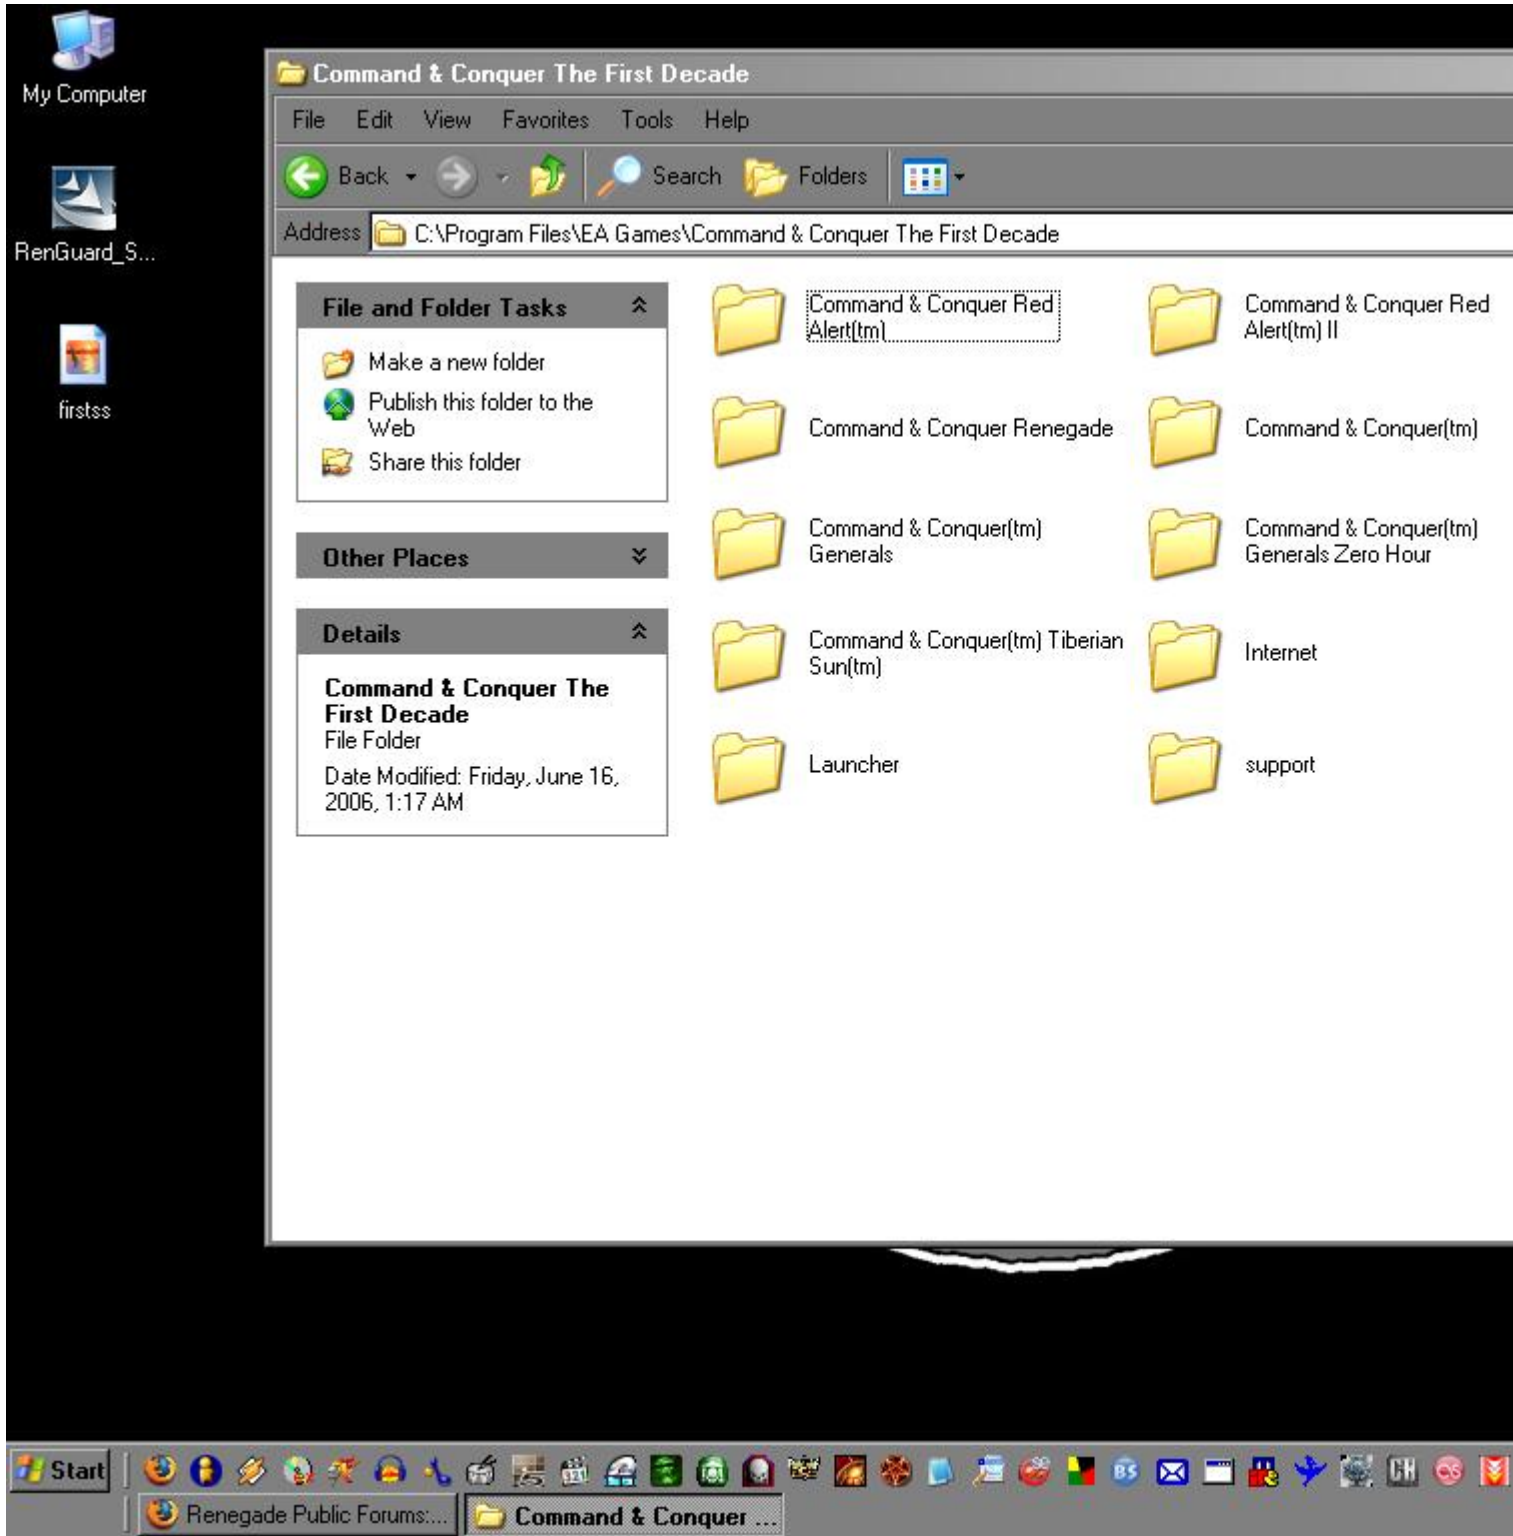 My Computer
RenGuard_S...
firstss
Command & Conquer The First Decade
File Edit View Favorites Tools Help
Back Search Folders
Address C:\Program Files\EA Games\Command & Conquer The First Decade
File and Folder Tasks
Make a new folder
Publish this folder to the
Web
Share this folder
Other Places
Details
Command & Conquer The
First Decade
File Folder
Date Modified: Friday, June 16,
2006, 1:17 AM
Command & Conquer Red
Alert(tm)
Command & Conquer Red
Alert(tm) II
Command & Conquer Renegade
Command & Conquer(tm)
Command & Conquer(tm)
Generals
Command & Conquer(tm)
Generals Zero Hour
Command & Conquer(tm) Tiberian
Sun(tm)
Internet
Launcher
support
Start
BS
Renegade Public Forums:...
Command & Conquer ...